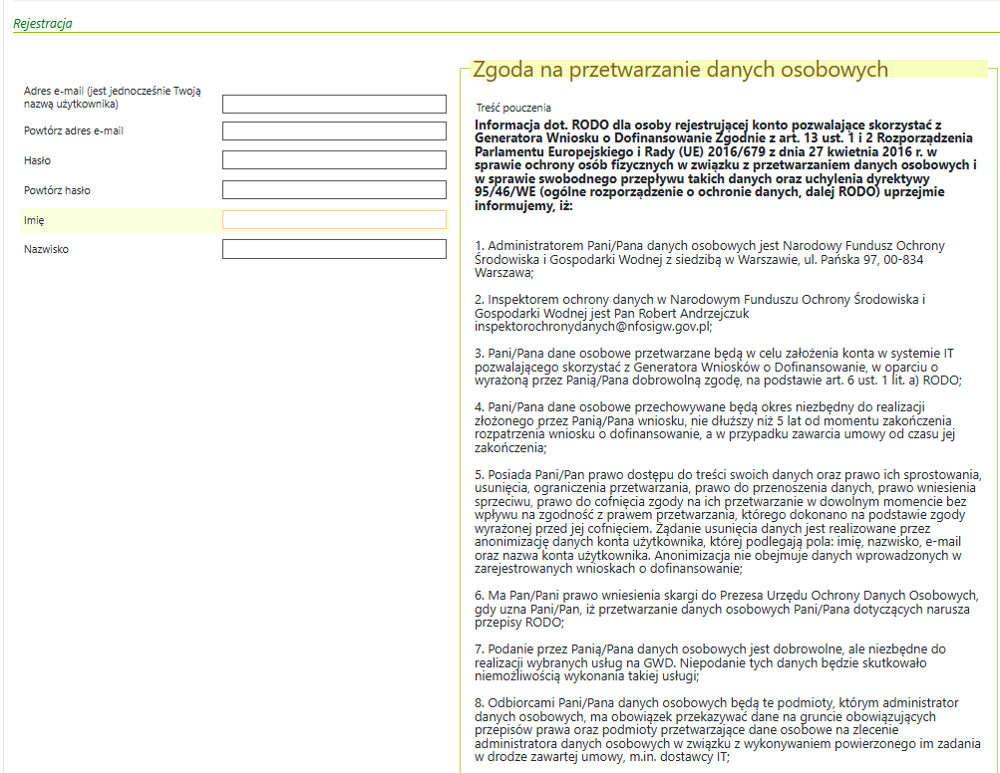 Rejestracja
Adres e-mail (jest jednocześnie Twoją
nazwą użytkownika)
Powtórz adres e-mail
Hasło
Powtórz hasło
Imię
Nazwisko
Zgoda na przetwarzanie danych osobowych
Treść pouczenia
Informacja dot. RODO dla osoby rejestrującej konto pozwalające skorzystać z
Generatora Wniosku o Dofinansowanie Zgodnie z art. 13 ust. 1 i 2 Rozporządzenia
Parlamentu Europejskiego i Rady (UE) 2016/679 z dnia 27 kwietnia 2016 r. w
sprawie ochrony osób fizycznych w związku z przetwarzaniem danych osobowych i
w sprawie swobodnego przepływu takich danych oraz uchylenia dyrektywy
95/46/WE (ogólne rozporządzenie o ochronie danych, dalej RODO) uprzejmie
informujemy, iż:
1. Administratorem Pani/Pana danych osobowych jest Narodowy Fundusz Ochrony
Środowiska i Gospodarki Wodnej z siedzibą w Warszawie, ul. Pańska 97, 00-834
Warszawa;
2. Inspektorem ochrony danych w Narodowym Funduszu Ochrony Środowiska i
Gospodarki Wodnej jest Pan Robert Andrzejczuk
inspektorochronydanych@nfosigw.gov.pl;
3. Pani/Pana dane osobowe przetwarzane będą w celu założenia konta w systemie IT
pozwalającego skorzystać z Generatora Wniosków o Dofinansowanie, w oparciu o
wyrażoną przez Panią/Pana dobrowolną zgodę, na podstawie art. 6 ust. 1 lit. a) RODO;
4. Pani/Pana dane osobowe przechowywane będą okres niezbędny do realizacji
złożonego przez Panią/Pana wniosku, nie dłuższy niż 5 lat od momentu zakończenia
rozpatrzenia wniosku o dofinansowanie, a w przypadku zawarcia umowy od czasu jej
zakończenia;
5. Posiada Pani/Pan prawo dostępu do treści swoich danych oraz prawo ich sprostowania,
usunięcia, ograniczenia przetwarzania, prawo do przenoszenia danych, prawo wniesienia
sprzeciwu, prawo do cofnięcia zgody na ich przetwarzanie w dowolnym momencie bez
wpływu na zgodność z prawem przetwarzania, którego dokonano na podstawie zgody
wyrażonej przed jej cofnięciem. Żądanie usunięcia danych jest realizowane przez
anonimizację danych konta użytkownika, której podlegają pola: imię, nazwisko, e-mail
oraz nazwa konta użytkownika. Anonimizacja nie obejmuje danych wprowadzonych w
zarejestrowanych wnioskach o dofinansowanie;
6. Ma Pan/Pani prawo wniesienia skargi do Prezesa Urzędu Ochrony Danych Osobowych,
gdy uzna Pani/Pan, iż przetwarzanie danych osobowych Pani/Pana dotyczących narusza
przepisy RODO;
7. Podanie przez Panią/Pana danych osobowych jest dobrowolne, ale niezbędne do
realizacji wybranych usług na GWD. Niepodanie tych danych będzie skutkowało
niemożliwością wykonania takiej usługi;
8. Odbiorcami Pani/Pana danych osobowych będą te podmioty, którym administrator
danych osobowych, ma obowiązek przekazywać dane na gruncie obowiązujących
przepisów prawa oraz podmioty przetwarzające dane osobowe na zlecenie
administratora danych osobowych w związku z wykonywaniem powierzonego im zadania
w drodze zawartej umowy, m.in. dostawcy IT;